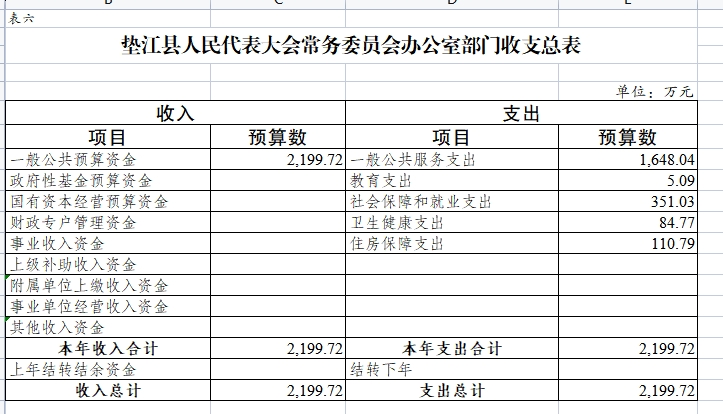 表六
垫江县人民代表大会常务委员会办公室部门收支总表
单位：万元
收入 支出
项目 预算数 项目 预算数
一般公共预算资金 2,199.72 一般公共服务支出 1,648.04
政府性基金预算资金 教育支出 5.09
国有资本经营预算资金 社会保障和就业支出 351.03
财政专户管理资金 卫生健康支出 84.77
事业收入资金 住房保障支出 110.79
上级补助收入资金
附属单位上缴收入资金
事业单位经营收入资金
其他收入资金
本年收入合计 2,199.72 本年支出合计 2,199.72
上年结转结余资金 结转下年
收入总计 2,199.72 支出总计 2,199.72